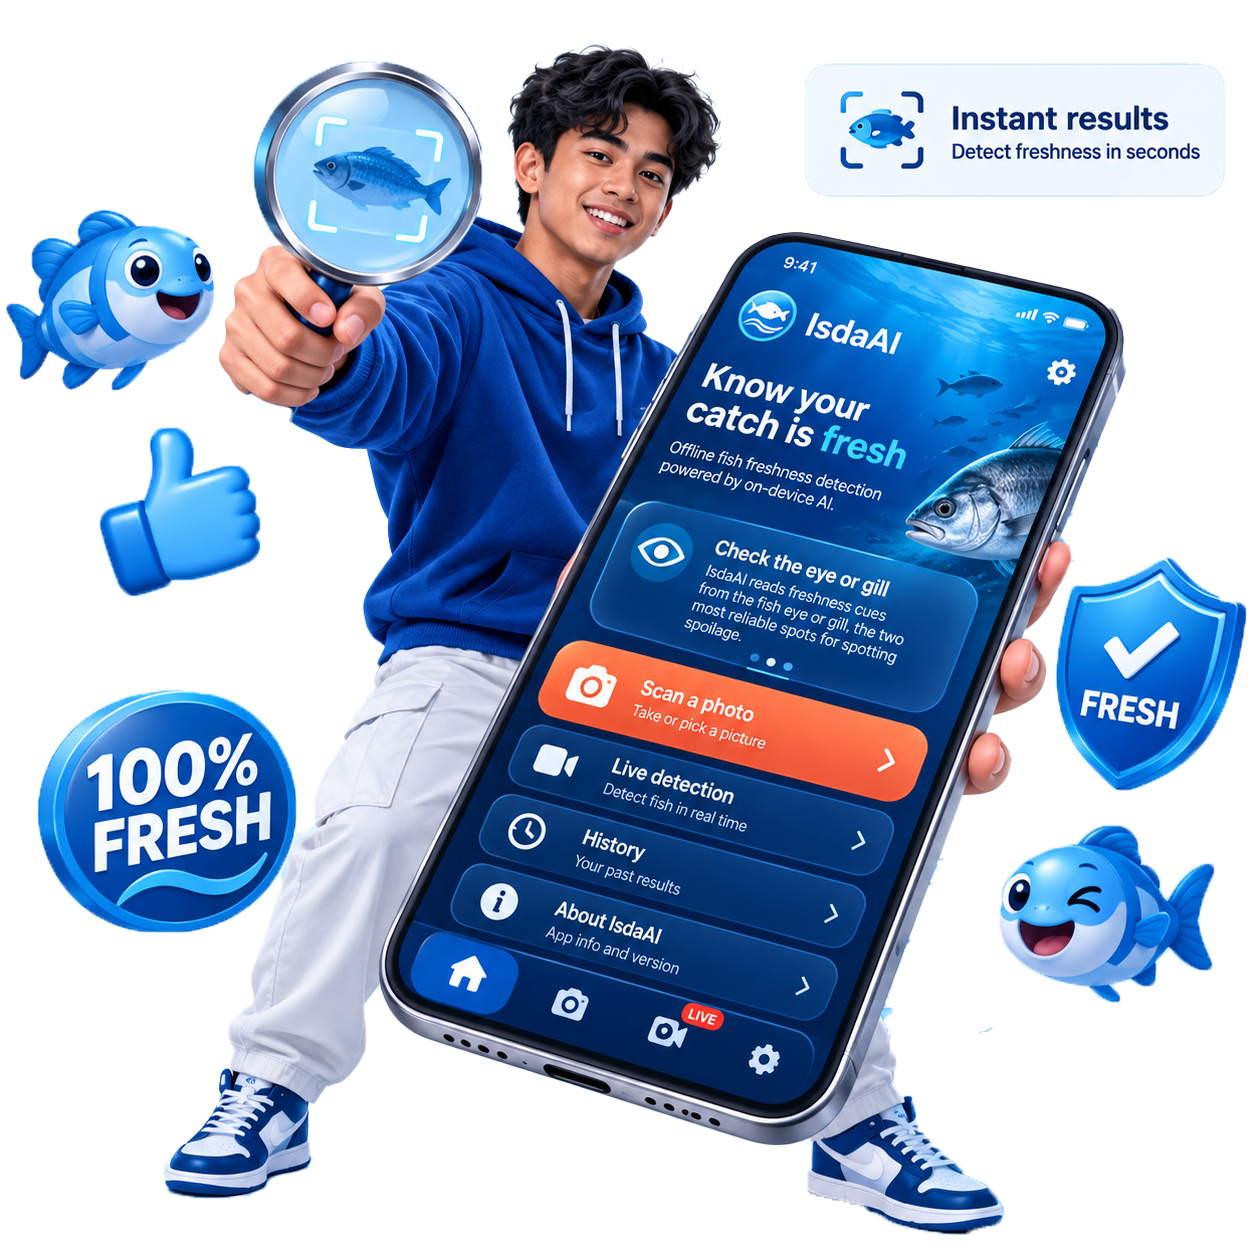 Instant results
Detect freshness in seconds
9:41
IsdaAI
Know your
catch is fresh
Offline fish freshness detection
powered by on-device AI.
Check the eye or gill
IsdaAI reads freshness cues
from the fish eye or gill, the two
most reliable spots for spotting
spoilage.
Scan a photo
Take or pick a picture
Live detection
Detect fish in real time
History
Your past results
About IsdaAI
App info and version
LIVE
100%
FRESH
FRESH